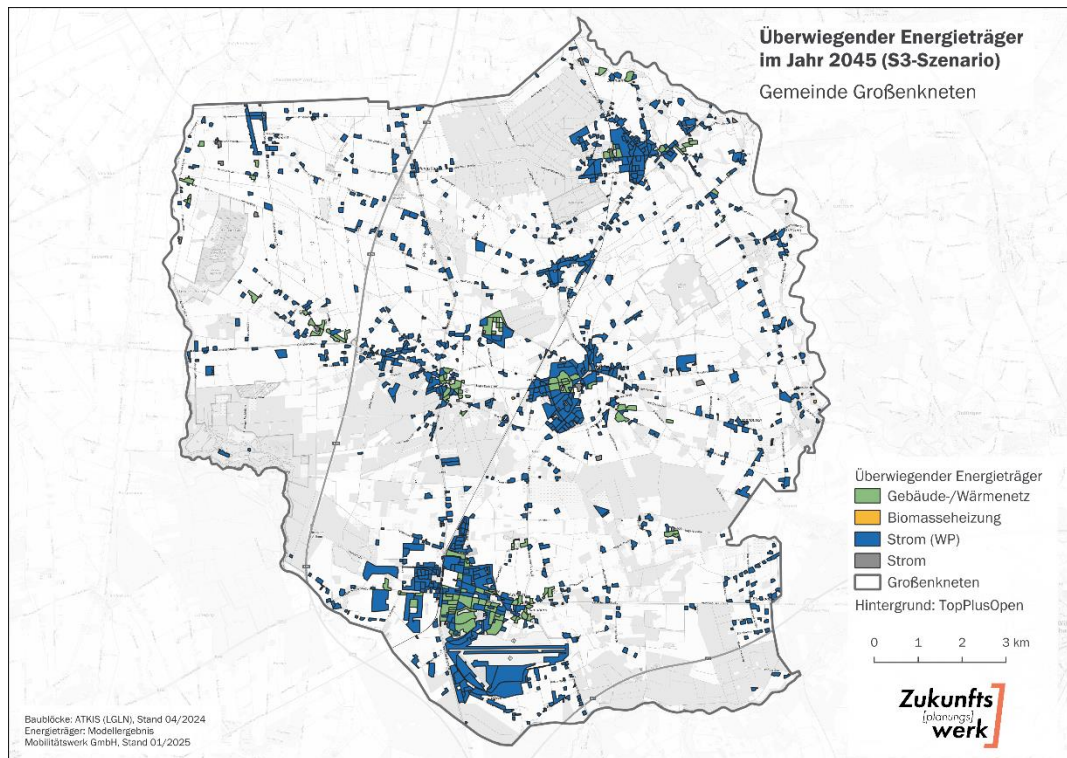 Überwiegender Energieträger
im Jahr 2045 (S3-Szenario)
Gemeinde Großenkneten
Überwiegender Energieträger
Gebäude-/Wärmenetz
Biomasseheizung
Strom (WP)
Strom
Großenkneten
Hintergrund: TopPlusOpen
0 1 2 3 km
Zukunfts
[planungs]
werk
Baublöcke: ATKIS (LGLN), Stand 04/2024
Energieträger: Modellergebnis
Mobilitätswerk GmbH, Stand 01/2025